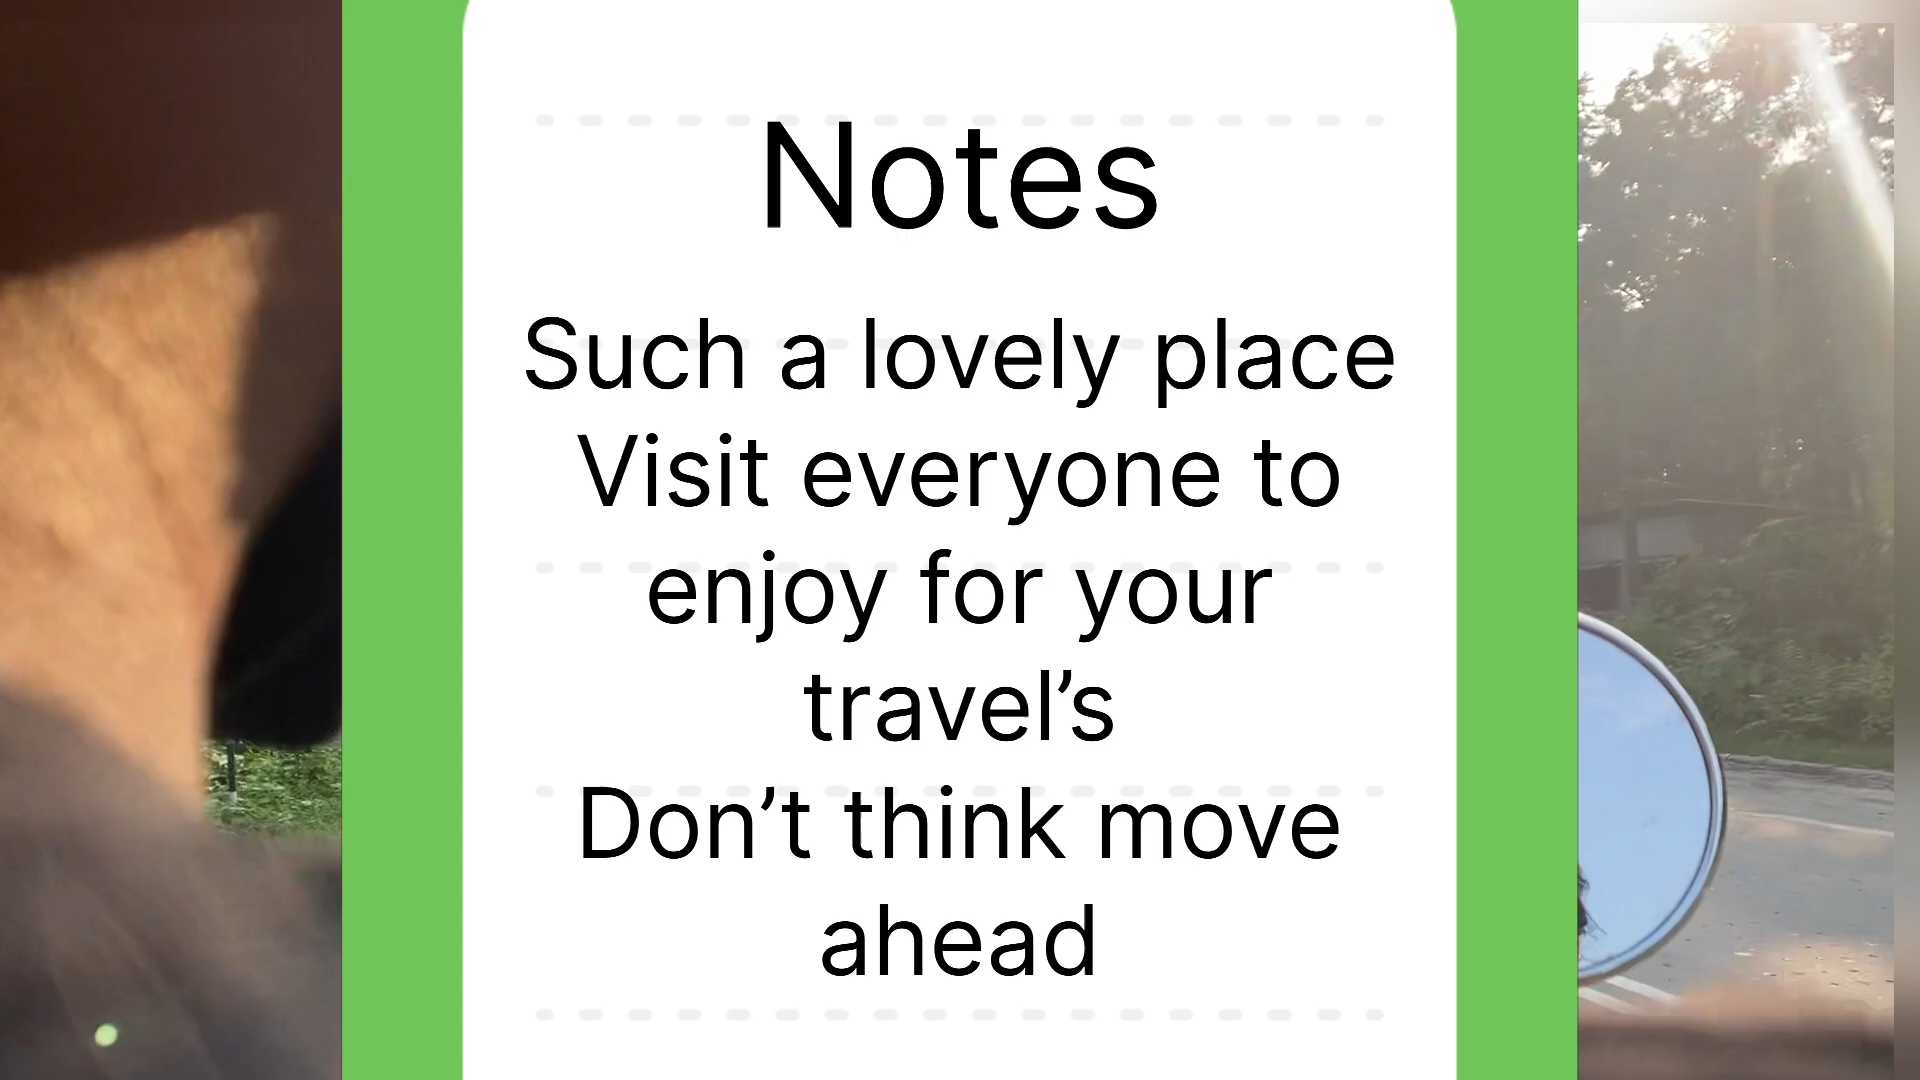 Notes
Such a lovely place
Visit everyone to
enjoy for your
travel’s
Don’t think move
ahead